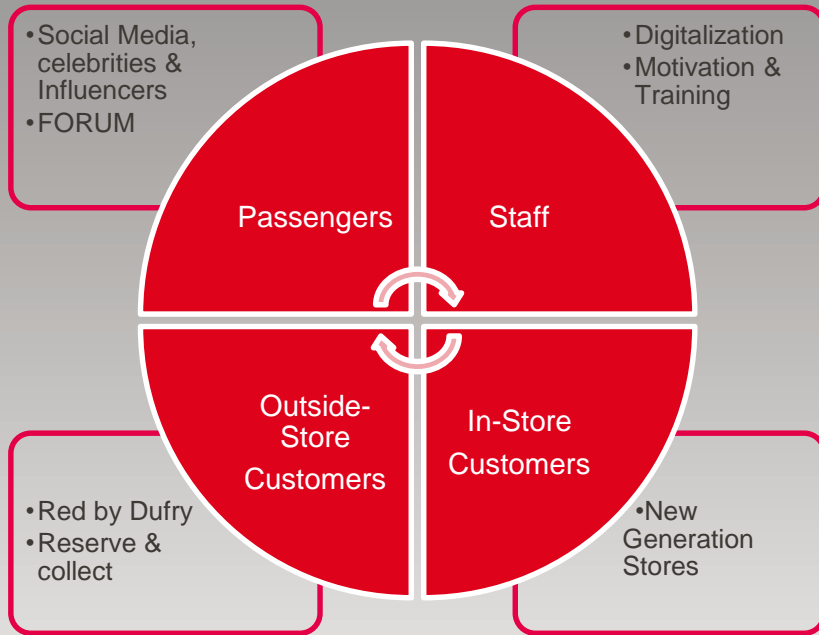 •Social Media,
celebrities &
Influencers
•FORUM
•Digitalization
•Motivation &
Training
Passengers
Staff
Outside-
Store
Customers
In-Store
Customers
•Red by Dufry
•Reserve &
collect
•New
Generation
Stores